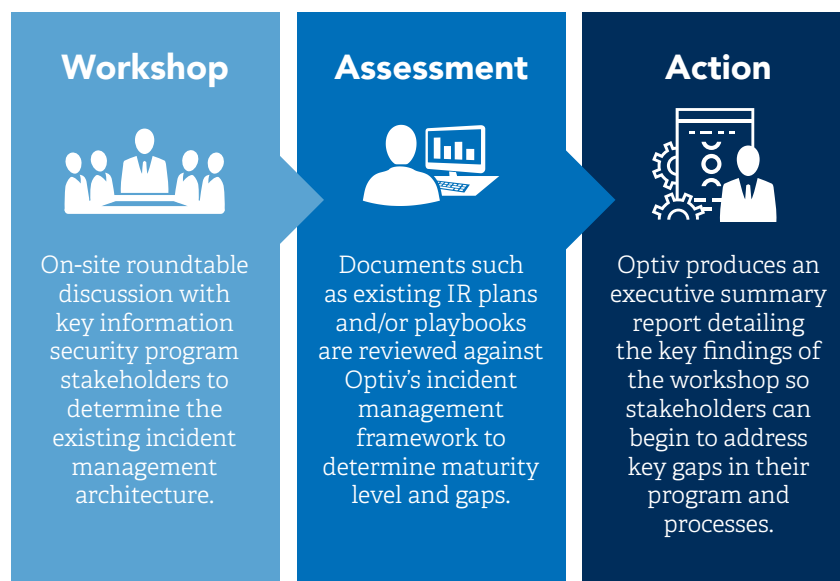 Workshop
On-site roundtable
discussion with
key information
security program
stakeholders to
determine the
existing incident
management
architecture.
Assessment
Documents such
as existing IR plans
and/or playbooks
are reviewed against
Optiv’s incident
management
framework to
determine maturity
level and gaps.
Action
Optiv produces an
executive summary
report detailing
the key findings of
the workshop so
stakeholders can
begin to address
key gaps in their
program and
processes.